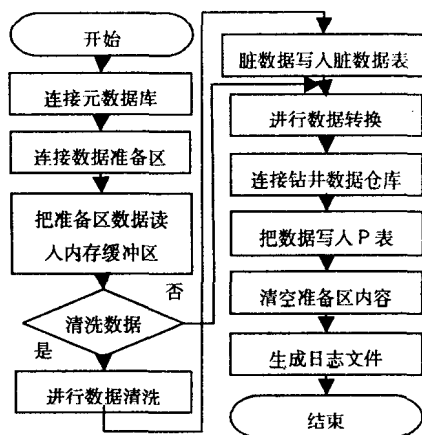 开始
连接元数据库
连接数据准备区
把准备区数据读
入内存缓冲区
清洗数据
否
是
进行数据清洗
脏数据写入脏数据表
进行数据转换
连接钻井数据仓库
把数据写入P表
清空准备区内容
生成日志文件
结束